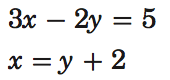 3x − 2y = 5
x = y + 2